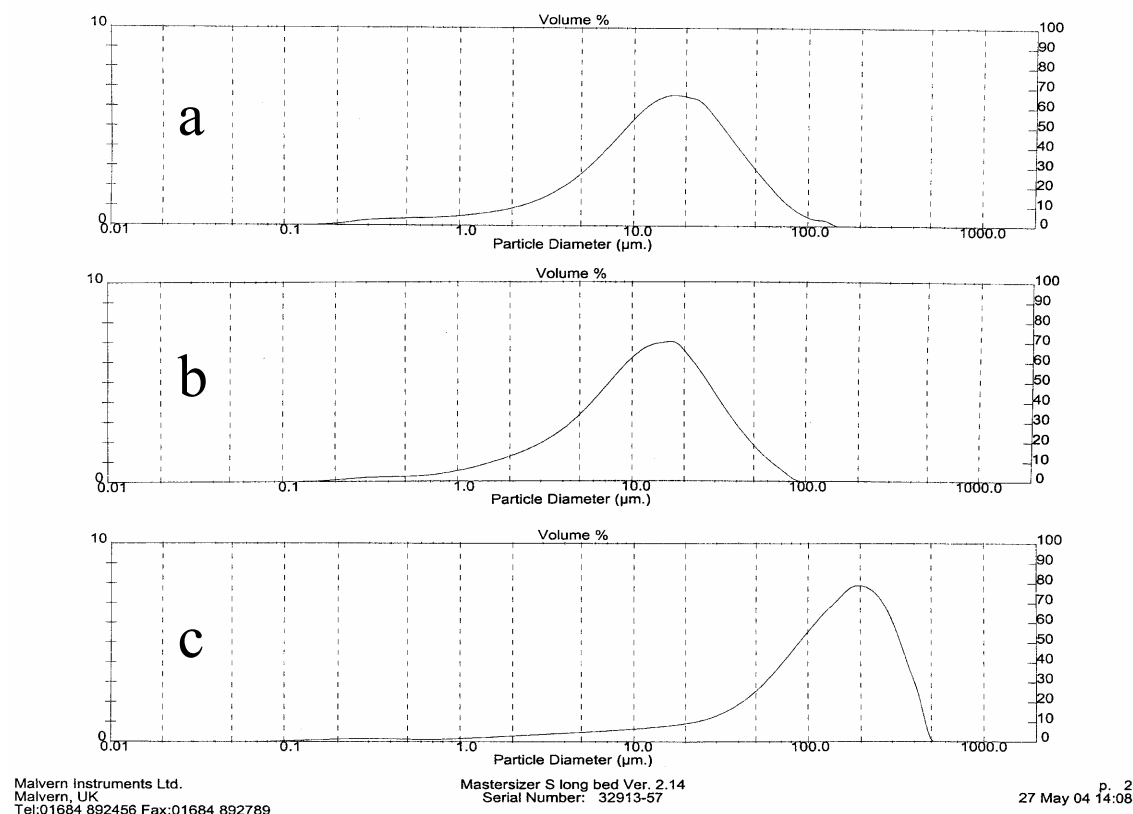 Volume %
10 100
90
80
70
60
50
40
30
20
10
0 0
0.01 0.1 1.0 10.0 100.0 1000.0
Particle Diameter (µm.)
a
Volume %
10 100
90
80
70
60
50
40
30
20
10
0 0
0.01 0.1 1.0 10.0 100.0 1000.0
Particle Diameter (µm.)
b
Volume %
10 100
90
80
70
60
50
40
30
20
10
0 0
0.01 0.1 1.0 10.0 100.0 1000.0
Particle Diameter (µm.)
c
Malvern Instruments Ltd. Mastersizer S long bed Ver. 2.14 p. 2
Malvern, UK Serial Number: 32913-57 27 May 04 14:08
Tel:01684 892456 Fax:01684 892789